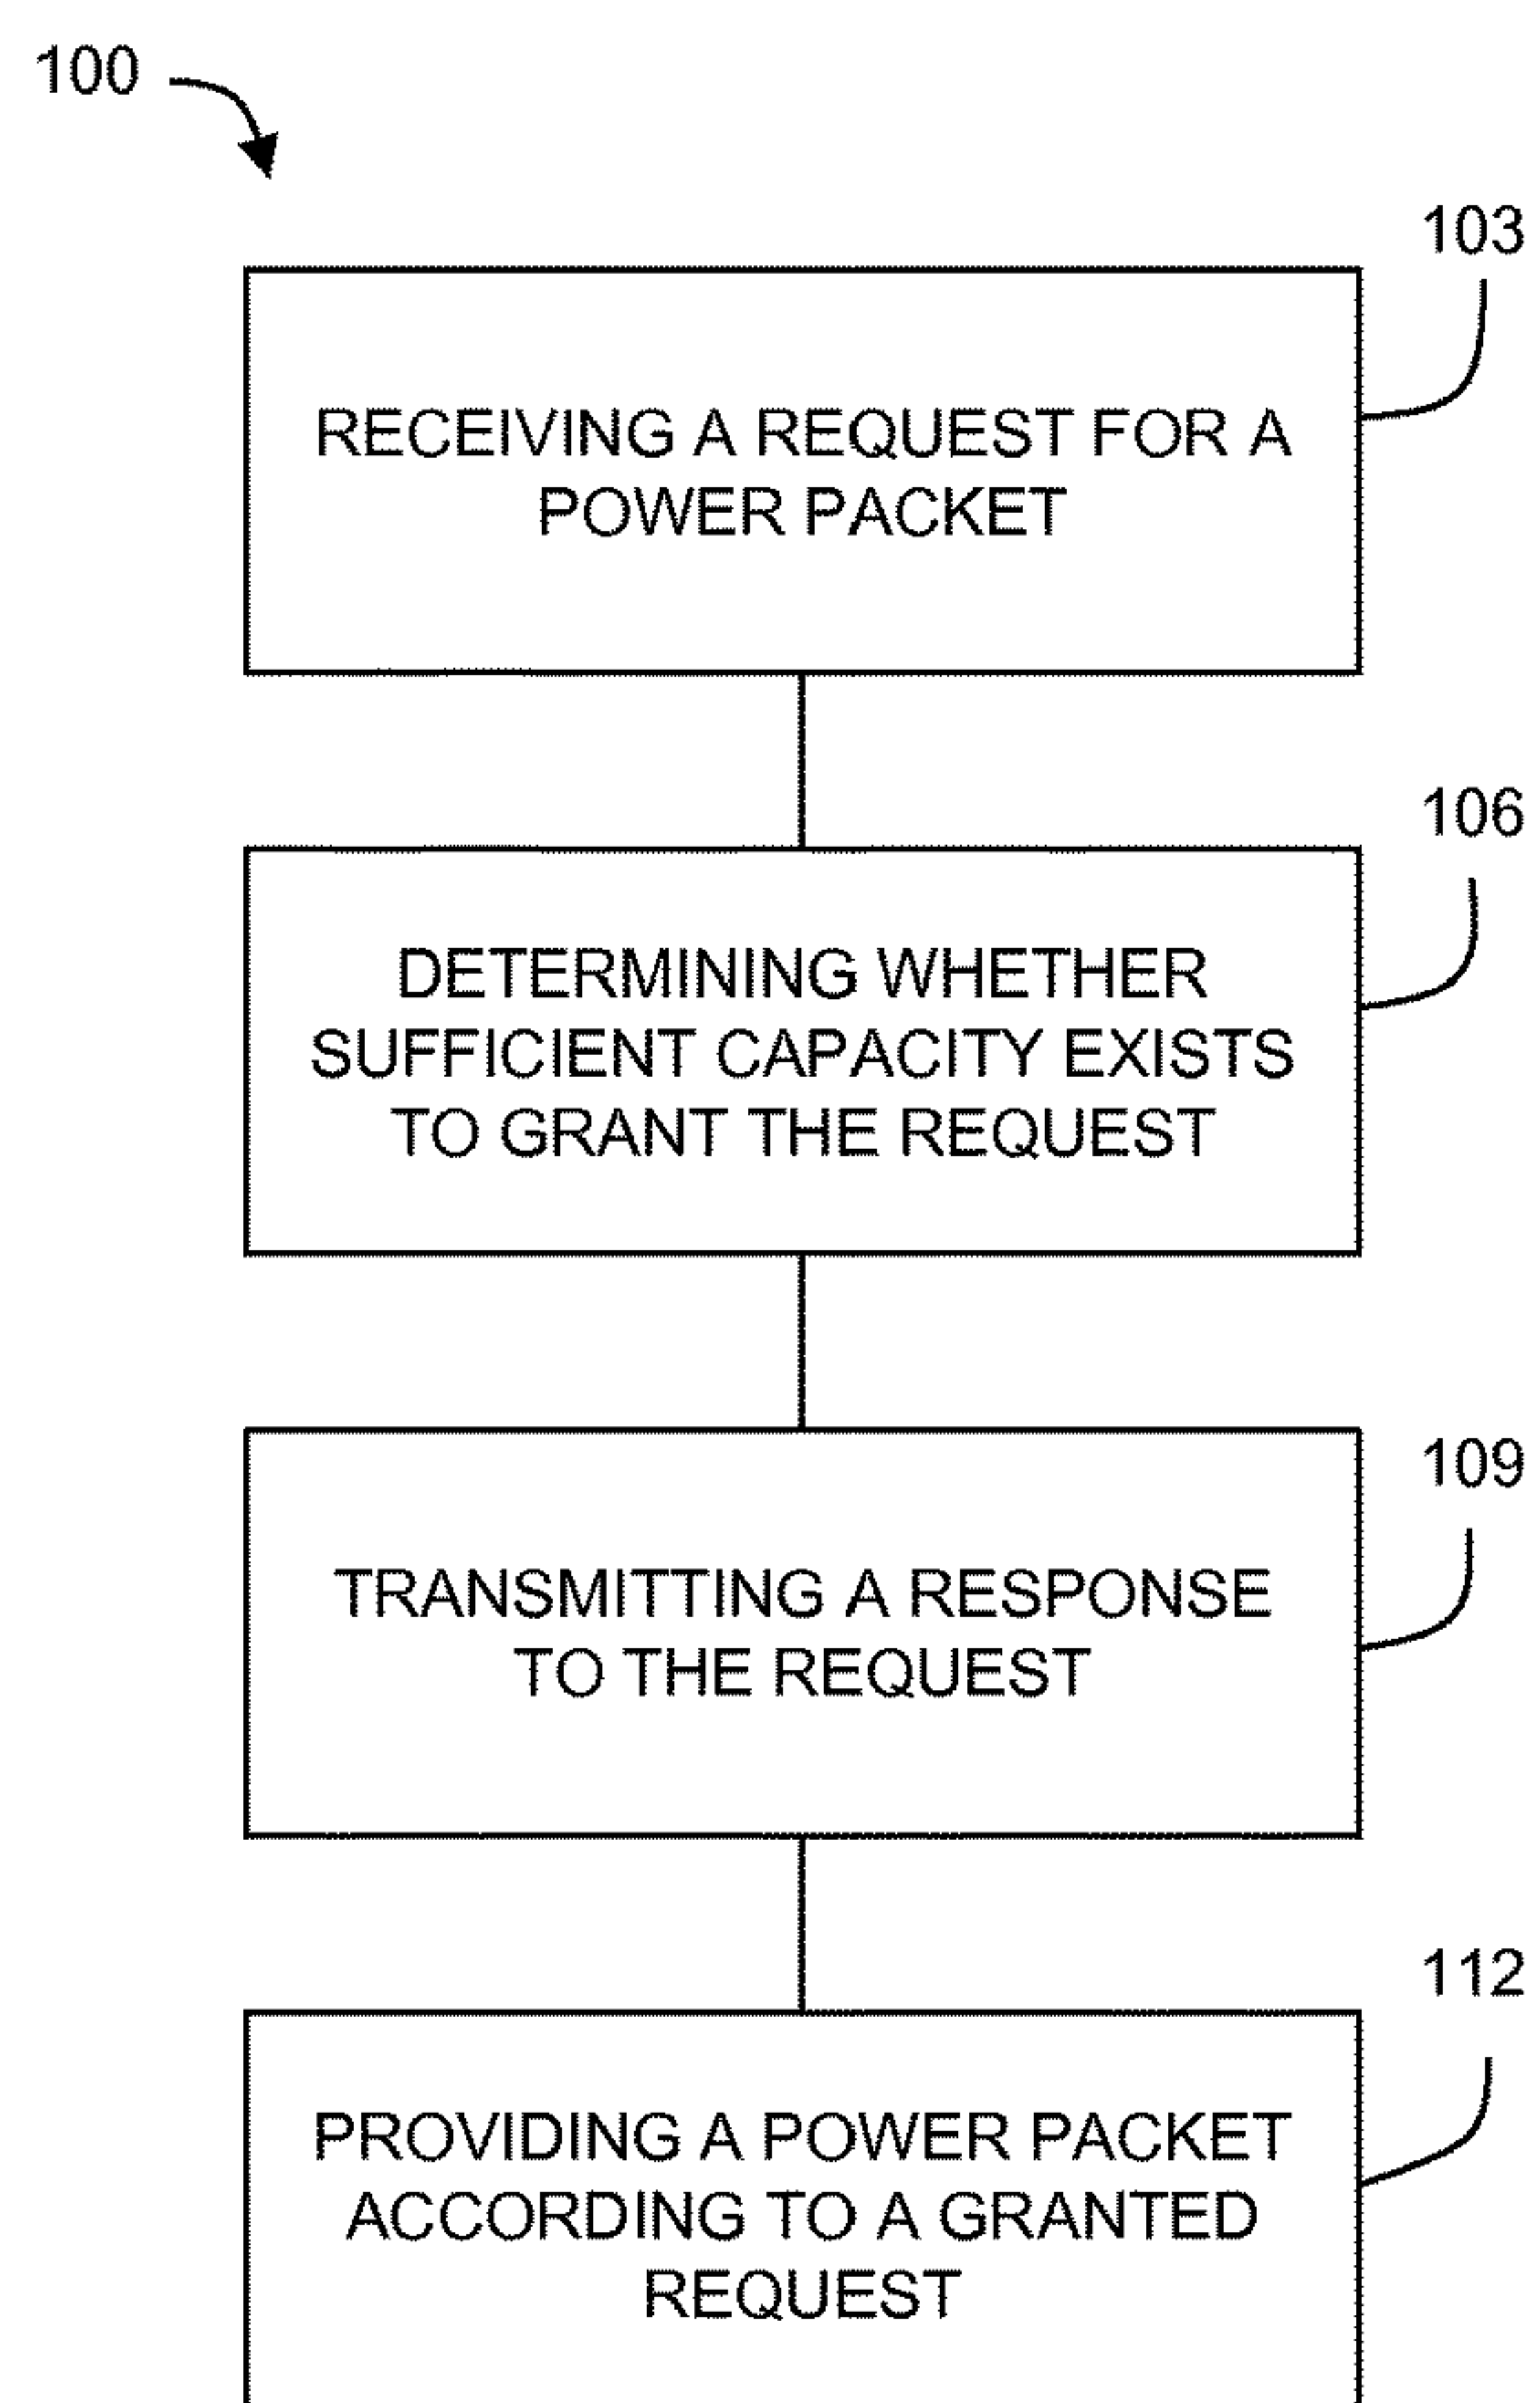 100
103
RECEIVING A REQUEST FOR A
POWER PACKET
106
DETERMINING WHETHER
SUFFICIENT CAPACITY EXISTS
TO GRANT THE REQUEST
109
TRANSMITTING A RESPONSE
TO THE REQUEST
112
PROVIDING A POWER PACKET
ACCORDING TO A GRANTED
REQUEST